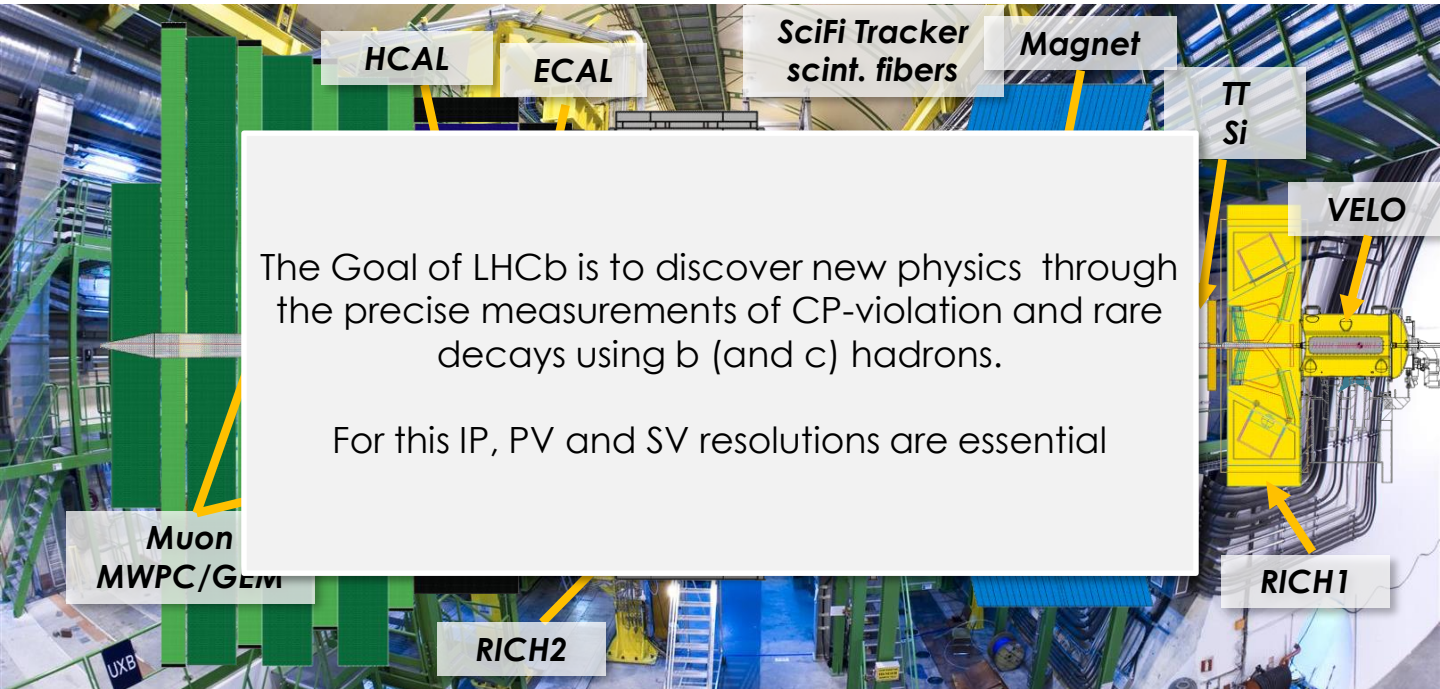 HCAL
ECAL
SciFi Tracker
scint. fibers
Magnet
TT
Si
VELO
The Goal of LHCb is to discover new physics  through
the precise measurements of CP-violation and rare
decays using b (and c) hadrons.
For this IP, PV and SV resolutions are essential
Muon
MWPC/GEM
RICH2
RICH1
UXB